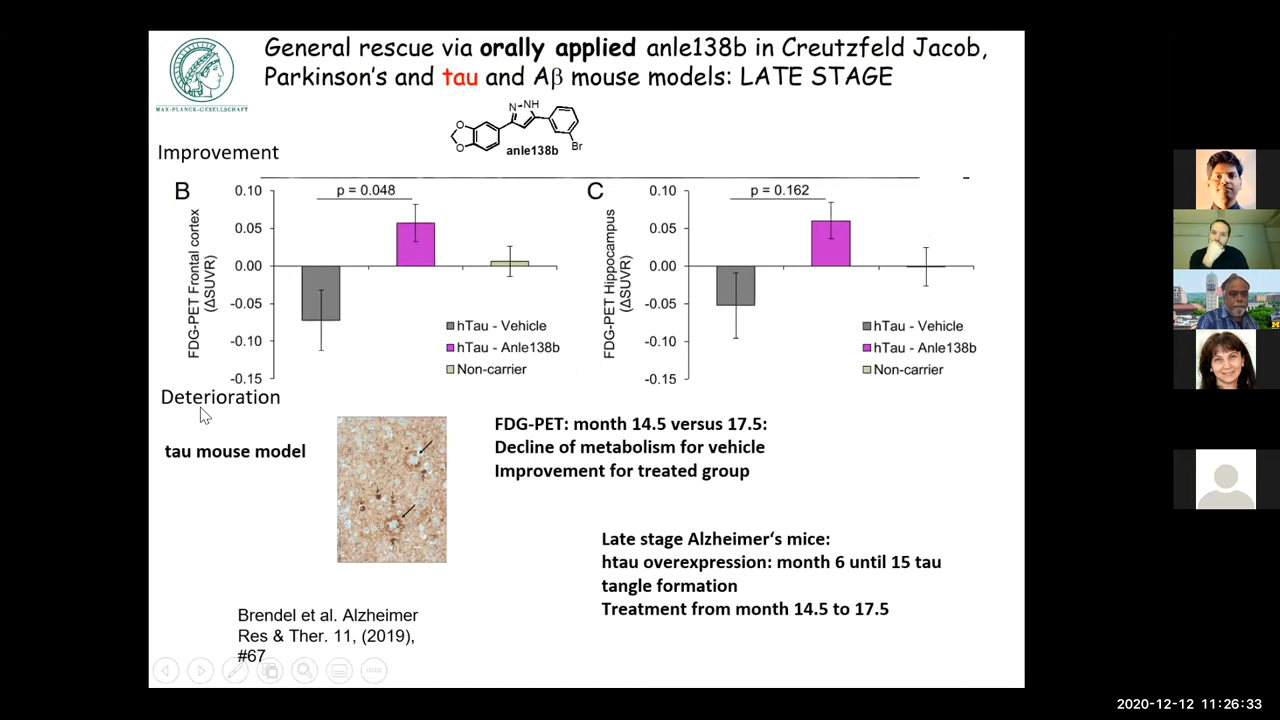 General rescue via orally applied anle138b in Creutzfeld Jacob,
Parkinson's and tau and Aβ mouse models: LATE STAGE
MAX-PLANCK-GESELLSCHAFT
N
NH
O
O
Br
anle138b
Improvement
B
FDG-PET Frontal cortex
(ΔSUVR)
0.10
0.05
0.00
-0.05
-0.10
-0.15
p = 0.048
hTau - Vehicle
hTau - Anle138b
Non-carrier
C
FDG-PET Hippocampus
(ΔSUVR)
0.10
0.05
0.00
-0.05
-0.10
-0.15
p = 0.162
hTau - Vehicle
hTau - Anle138b
Non-carrier
Deterioration
tau mouse model
FDG-PET: month 14.5 versus 17.5:
Decline of metabolism for vehicle
Improvement for treated group
Late stage Alzheimer‘s mice:
htau overexpression: month 6 until 15 tau
tangle formation
Treatment from month 14.5 to 17.5
Brendel et al. Alzheimer
Res & Ther. 11, (2019),
#67
M
2020-12-12 11:26:33